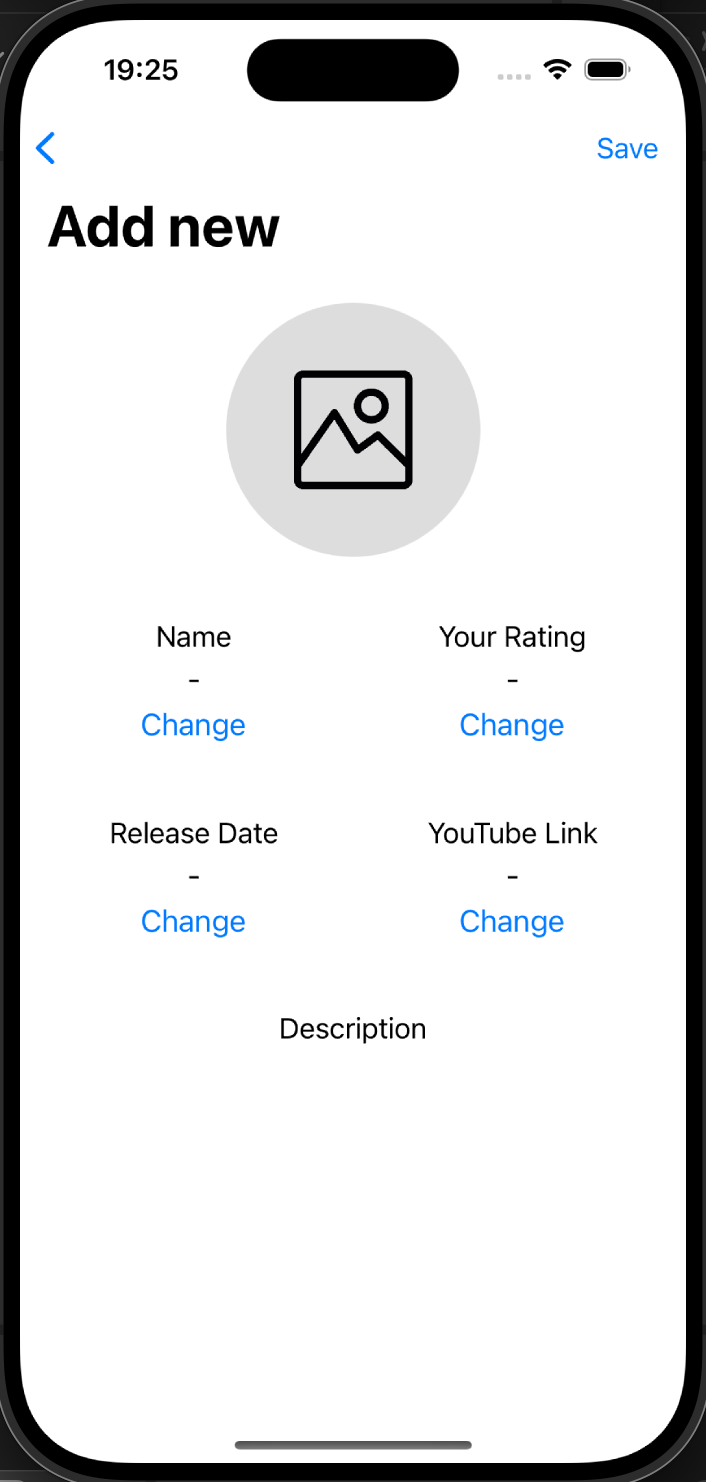 19:25
Save
Add new
Name
Your Rating
-
-
Change
Change
Release Date
YouTube Link
-
-
Change
Change
Description